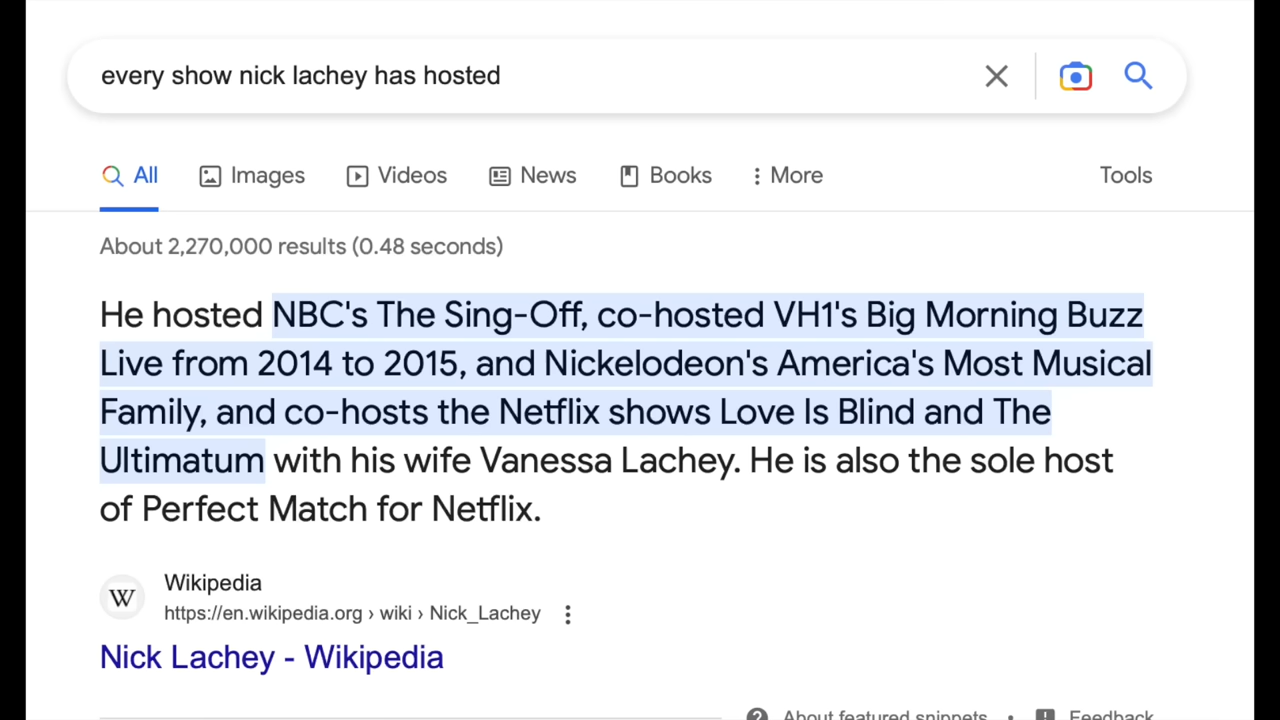 every show nick lachey has hosted
All Images Videos News Books More Tools
About 2,270,000 results (0.48 seconds)
He hosted NBC's The Sing-Off, co-hosted VH1's Big Morning Buzz
Live from 2014 to 2015, and Nickelodeon's America's Most Musical
Family, and co-hosts the Netflix shows Love Is Blind and The
Ultimatum with his wife Vanessa Lachey. He is also the sole host
of Perfect Match for Netflix.
W
Wikipedia
https://en.wikipedia.org › wiki › Nick_Lachey
Nick Lachey - Wikipedia
About featured snippets • Feedback